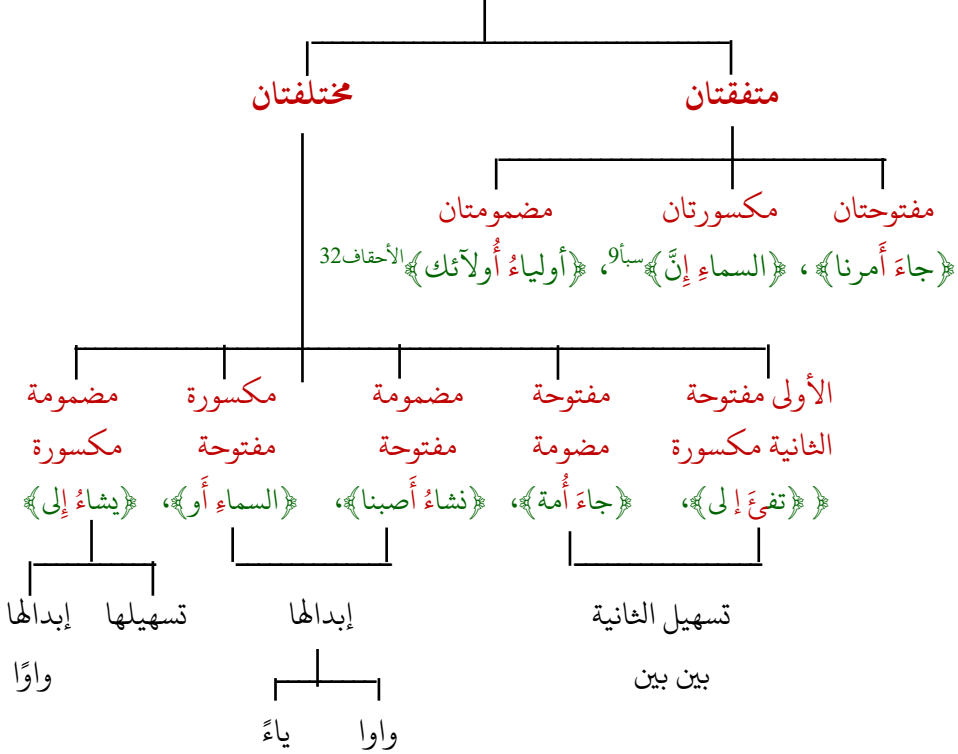 متفقتان مختلفتان
مفتوحتان مكسورتان مضمومتان
﴿جاءَ أَمرنا﴾ ، ﴿السماءِ إِنَّ﴾سبأ9، ﴿أولياءُ أُولآئك﴾الأحقاف32
الأولى مفتوحة مفتوحة مضمومة مكسورة مضمومة
الثانية مكسورة مضومة مفتوحة مفتوحة مكسورة
﴿ ﴿تفئَ إ لى﴾، ﴿جاءَ أُمة﴾، ﴿نشاءُ أَصبنا﴾، ﴿السماءِ أَو﴾، ﴿يشاءُ إِلى﴾
تسهيل الثانية إبدالها تسهيلها إبدالها
بين بين واوًا
واوا ياءً